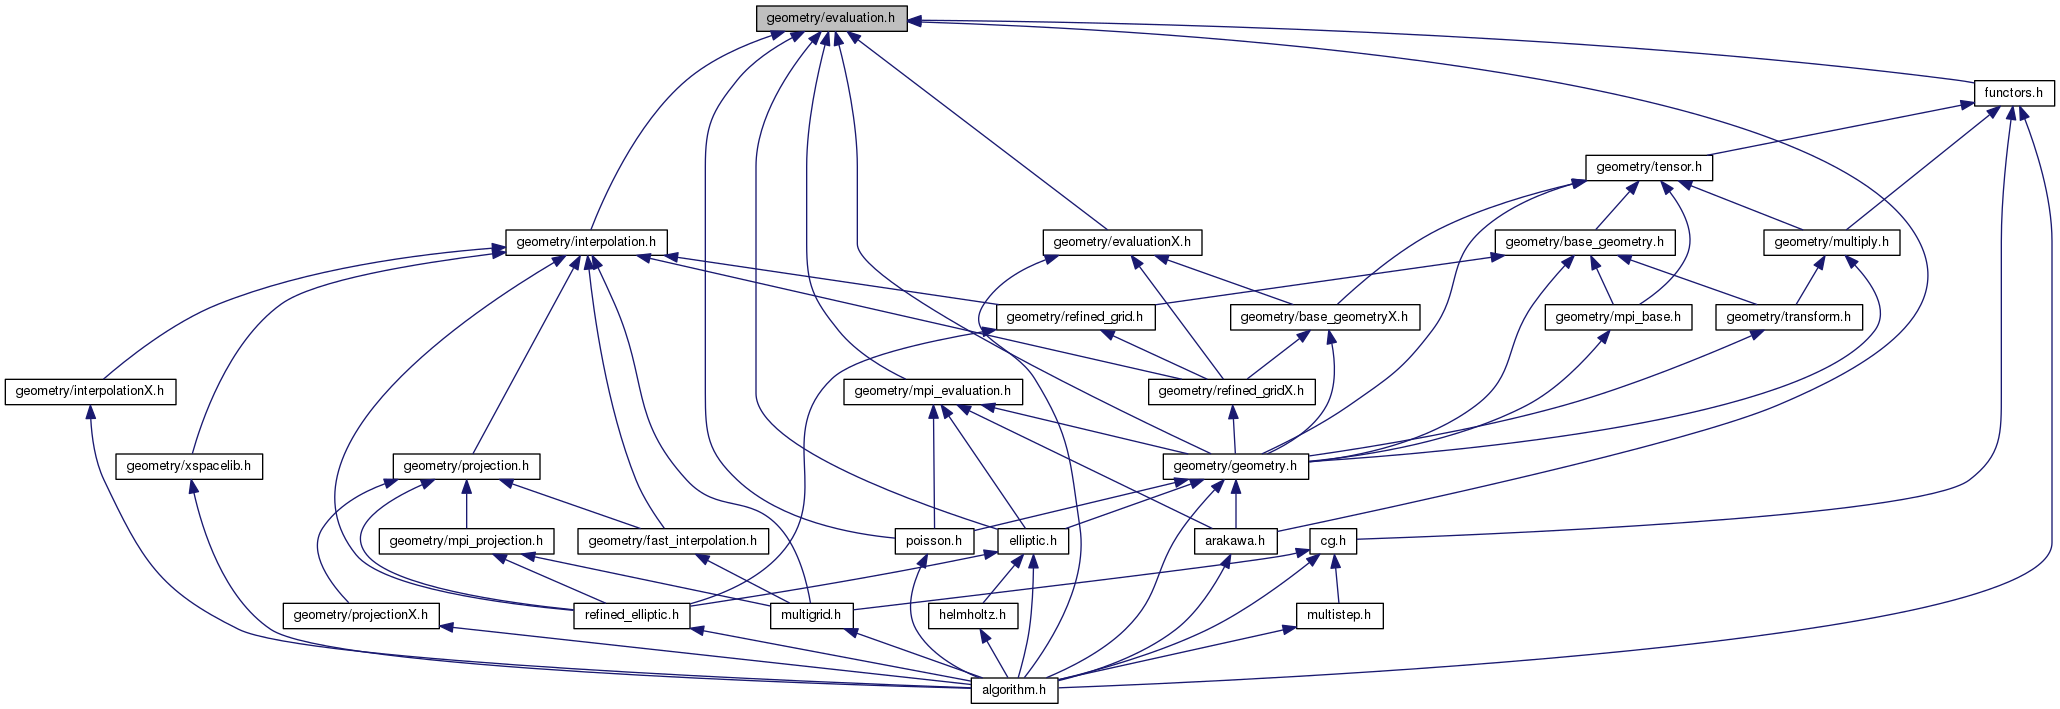 geometry/evaluation.h
functors.h
geometry/tensor.h
geometry/interpolation.h
geometry/evaluationX.h
geometry/base_geometry.h
geometry/multiply.h
geometry/refined_grid.h
geometry/base_geometryX.h
geometry/mpi_base.h
geometry/transform.h
geometry/interpolationX.h
geometry/mpi_evaluation.h
geometry/refined_gridX.h
geometry/xspacelib.h
geometry/projection.h
geometry/geometry.h
geometry/mpi_projection.h
geometry/fast_interpolation.h
poisson.h
elliptic.h
arakawa.h
cg.h
geometry/projectionX.h
refined_elliptic.h
multigrid.h
helmholtz.h
multistep.h
algorithm.h